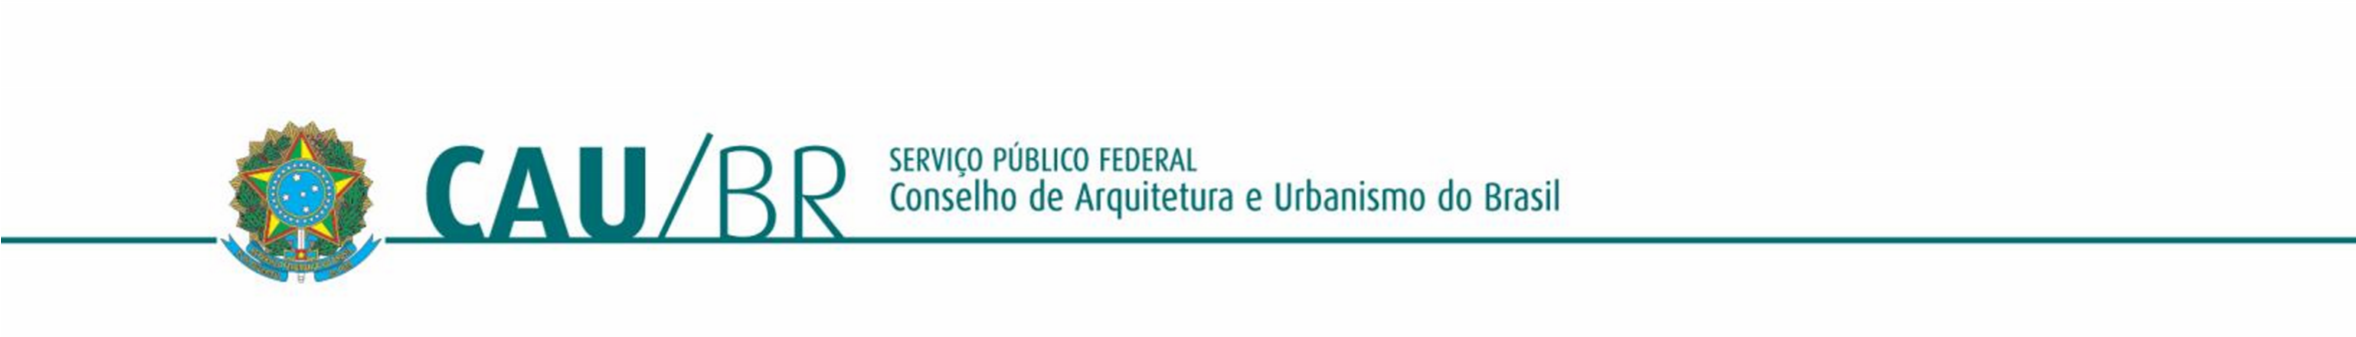 CAU/BR
SERVIÇO PÚBLICO FEDERAL
Conselho de Arquitetura e Urbanismo do Brasil